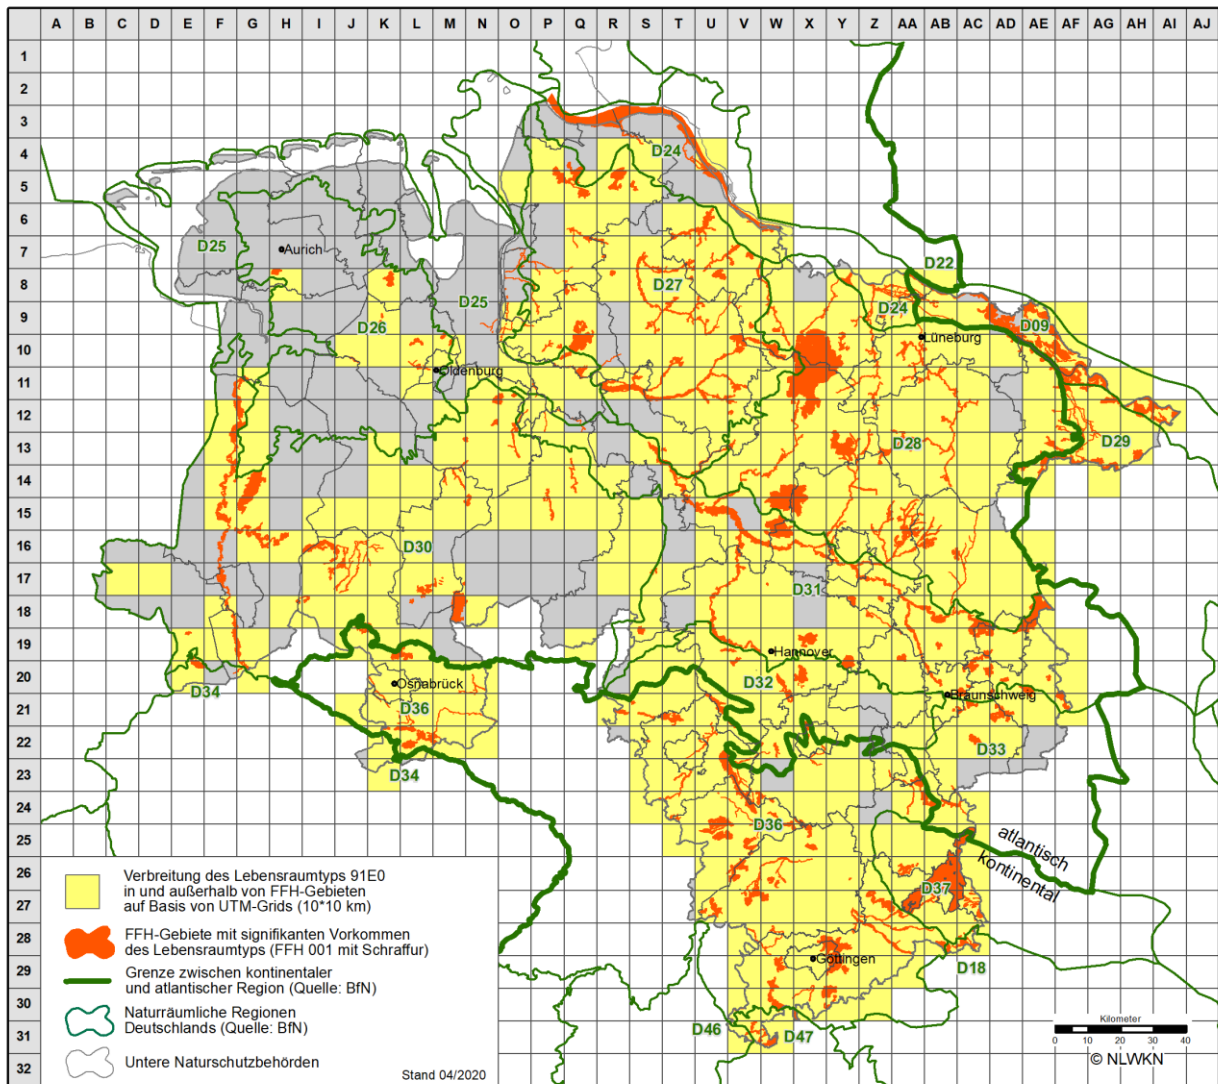 A B C D E F G H I J K L M N O P Q R S T U V W X Y Z AA AB AC AD AE AF AG AH AI AJ
1
2
3
4
D24
5
6
7
D25
Aurich
D22
8
D27
9
D25
D24
D26
D09
10
Lüneburg
Oldenburg
11
12
13
D28
D29
14
15
16
D30
17
D31
18
19
Hannover
20
D34
Osnabrück
D32
Braunschweig
21
D36
22
D33
23
D34
24
D36
25
atlantisch
kontinental
26
D37
27
28
D18
29
Göttingen
30
31
D46
D47
32
Verbreitung des Lebensraumtyps 91E0
in und außerhalb von FFH-Gebieten
auf Basis von UTM-Grids (10*10 km)
FFH-Gebiete mit signifikanten Vorkommen
des Lebensraumtyps (FFH 001 mit Schraffur)
Grenze zwischen kontinentaler
und atlantischer Region (Quelle: BfN)
Naturräumliche Regionen
Deutschlands (Quelle: BfN)
Untere Naturschutzbehörden
Stand 04/2020
Kilometer
0 10 20 30 40
© NLWKN